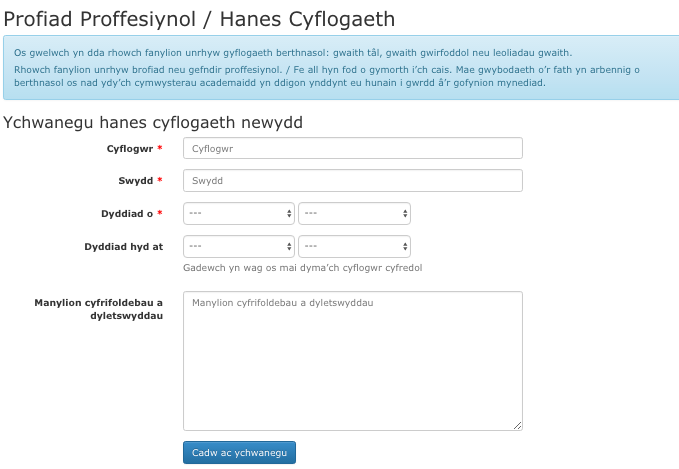 Profiad Proffesiynol / Hanes Cyflogaeth
Os gwelwch yn dda rhowch fanylion unrhyw gyflogaeth berthnasol: gwaith tâl, gwaith gwirfoddol neu leoliadau gwaith.
Rhowch fanylion unrhyw brofiad neu gefndir proffesiynol. / Fe all hyn fod o gymorth i’ch cais. Mae gwybodaeth o’r fath yn arbennig o
berthnasol os nad ydy’ch cymwysterau academaidd yn ddigon ynddynt eu hunain i gwrdd â’r gofynion mynediad.
Ychwanegu hanes cyflogaeth newydd
Cyflogwr * Cyflogwr
Swydd * Swydd
Dyddiad o * --- ---
Dyddiad hyd at --- ---
Gadewch yn wag os mai dyma’ch cyflogwr cyfredol
Manylion cyfrifoldebau a Manylion cyfrifoldebau a dyletswyddau
dyletswyddau
Cadw ac ychwanegu